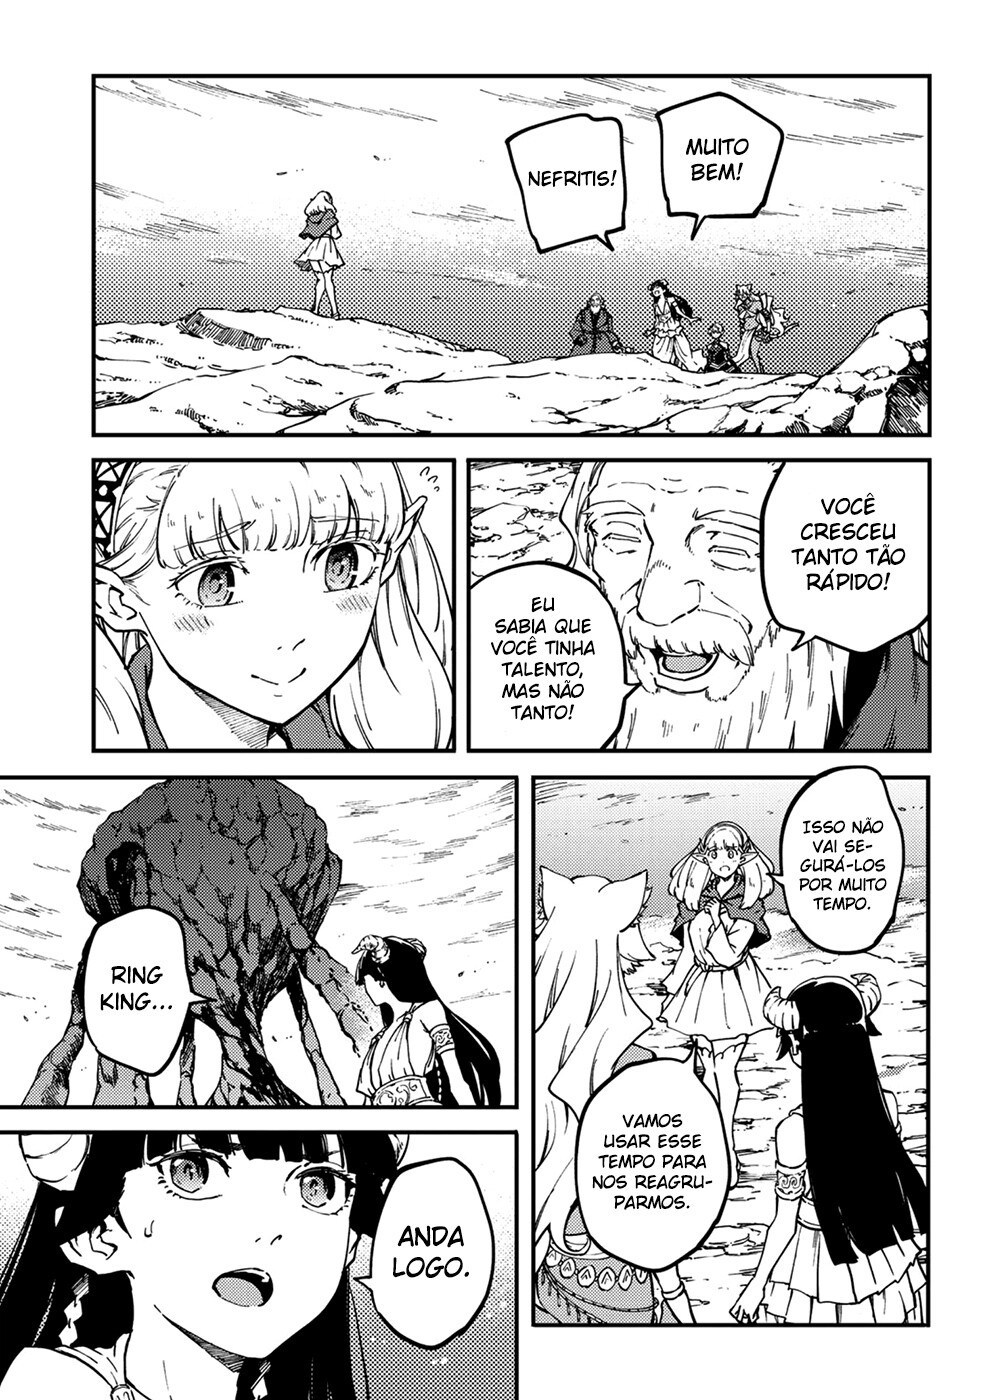 MUITO
BEM!
NEFRITIS!
VOCÊ
CRESCEU
TANTO TÃO
RÁPIDO!
EU
SABIA QUE
VOCÊ TINHA
TALENTO,
MAS NÃO
TANTO!
ISSO NÃO
VAI SE-
GURÁ-LOS
POR MUITO
TEMPO.
VAMOS
USAR ESSE
TEMPO PARA
NOS REAGRU-
PARMOS.
RING
KING...
ANDA
LOGO.